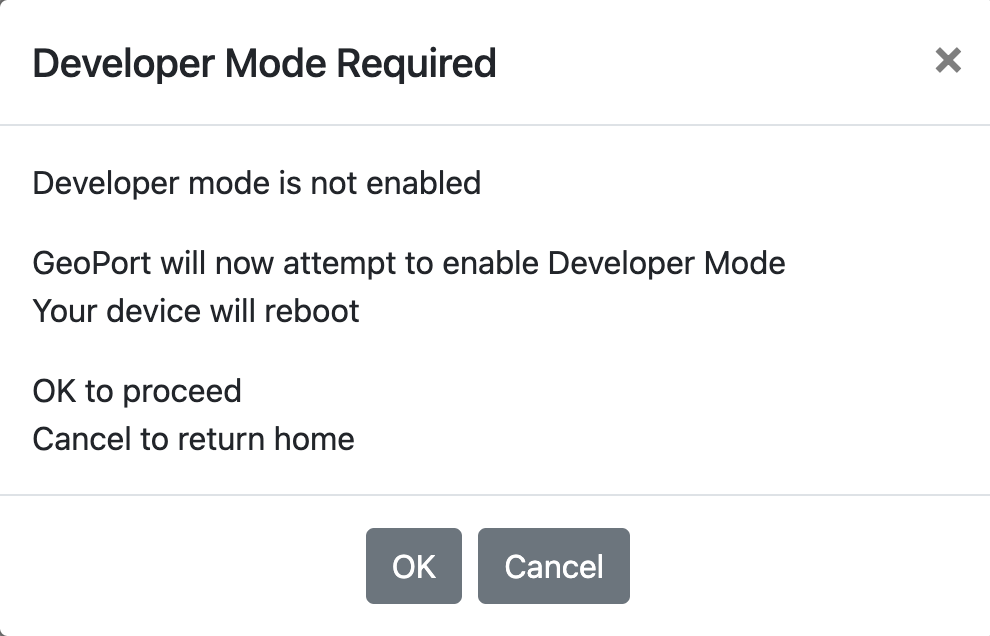 Developer Mode Required
Developer mode is not enabled
GeoPort will now attempt to enable Developer Mode
Your device will reboot
OK to proceed
Cancel to return home
OK
Cancel